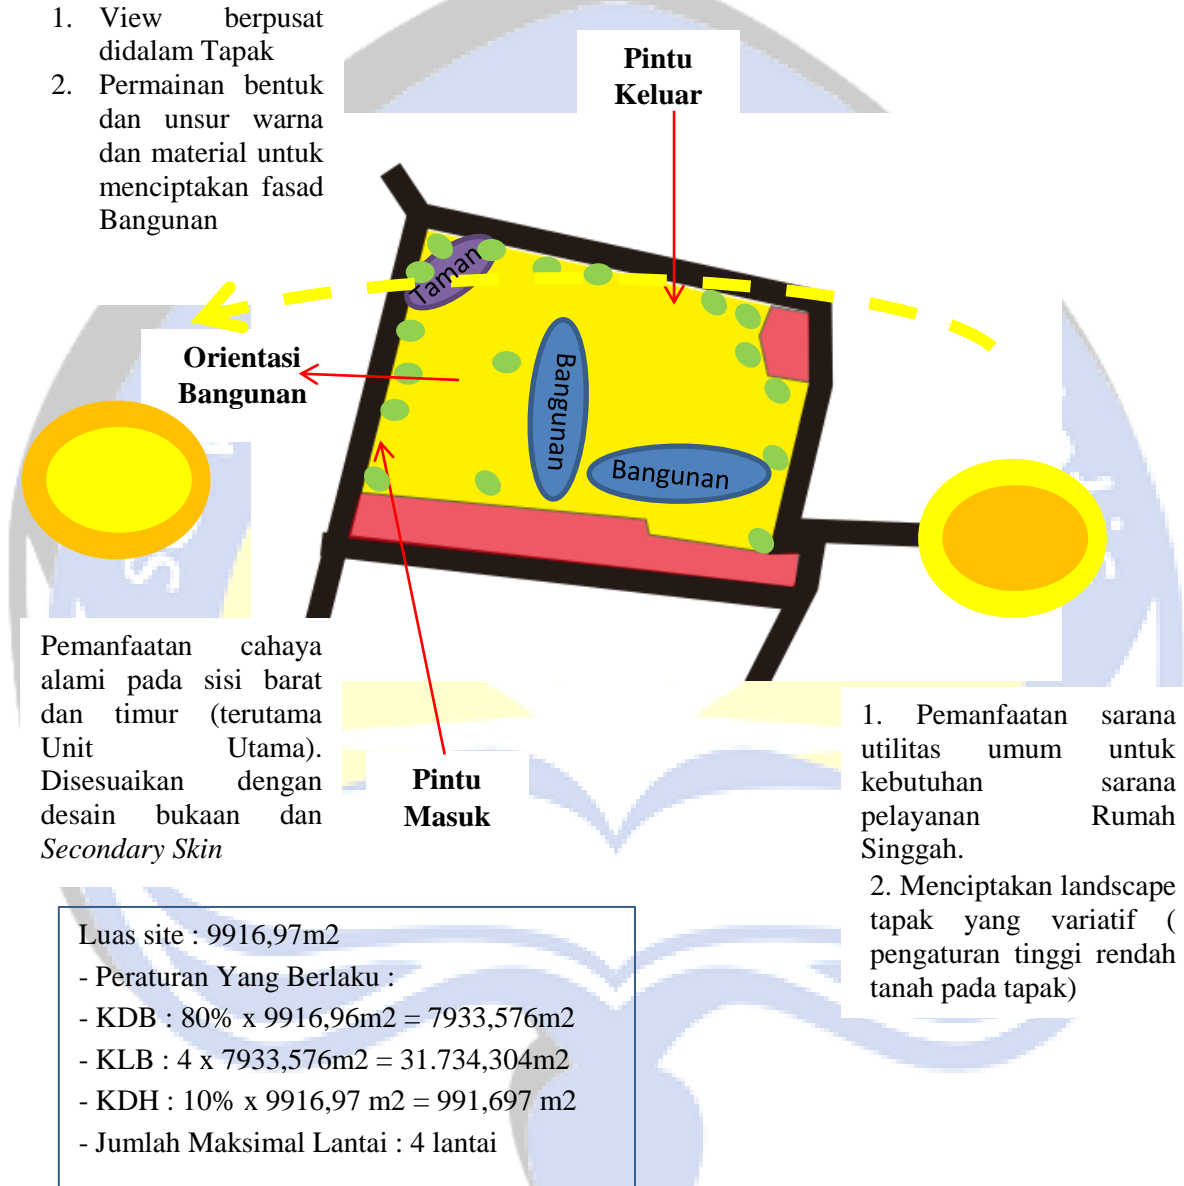 1. View berpusat
didalam Tapak
2. Permainan bentuk
dan unsur warna
dan material untuk
menciptakan fasad
Bangunan
Pintu
Keluar
Taman
Orientasi
Bangunan
Bangunan
Bangunan
Pemanfaatan cahaya
alami pada sisi barat
dan timur (terutama
Unit Utama).
Disesuaikan dengan
desain bukaan dan
Secondary Skin
Pintu
Masuk
1. Pemanfaatan sarana
utilitas umum untuk
kebutuhan sarana
pelayanan Rumah
Singgah.
2. Menciptakan landscape
tapak yang variatif (
pengaturan tinggi rendah
tanah pada tapak)
Luas site : 9916,97m2
- Peraturan Yang Berlaku :
- KDB : 80% x 9916,96m2 = 7933,576m2
- KLB : 4 x 7933,576m2 = 31.734,304m2
- KDH : 10% x 9916,97 m2 = 991,697 m2
- Jumlah Maksimal Lantai : 4 lantai